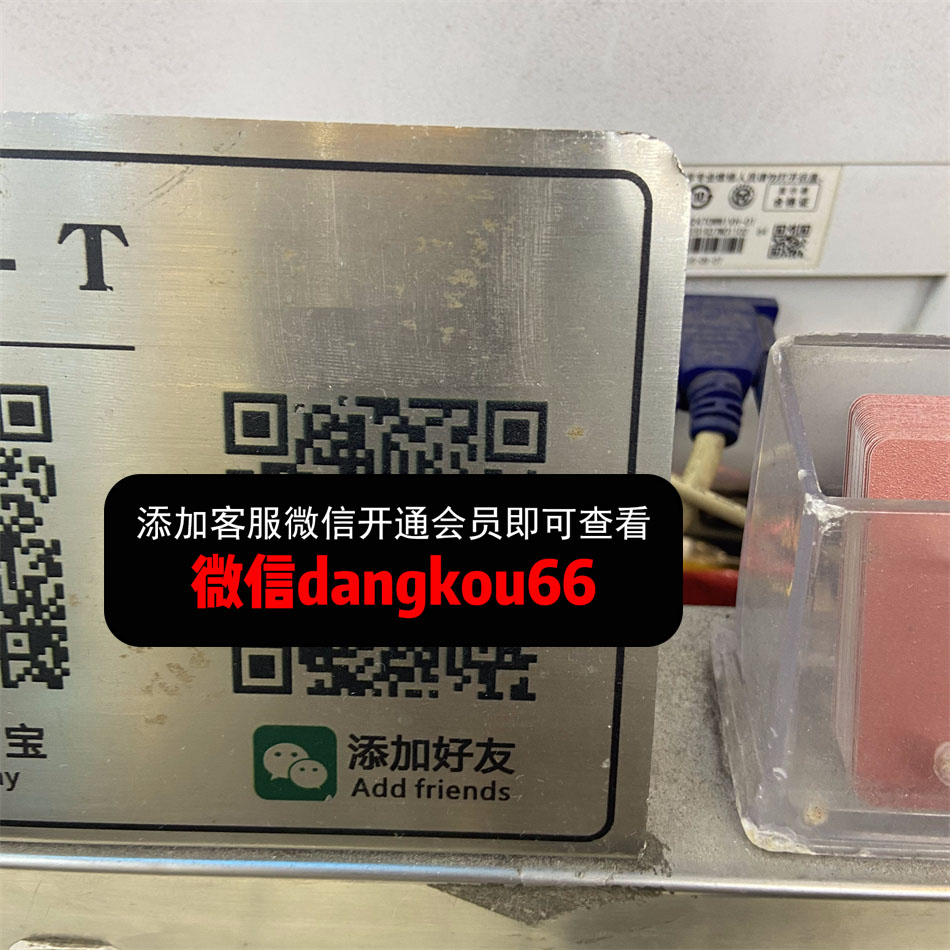 - T
添加客服微信开通会员即可查看
微信dangkou66
宝
ay
添加好友
Add friends